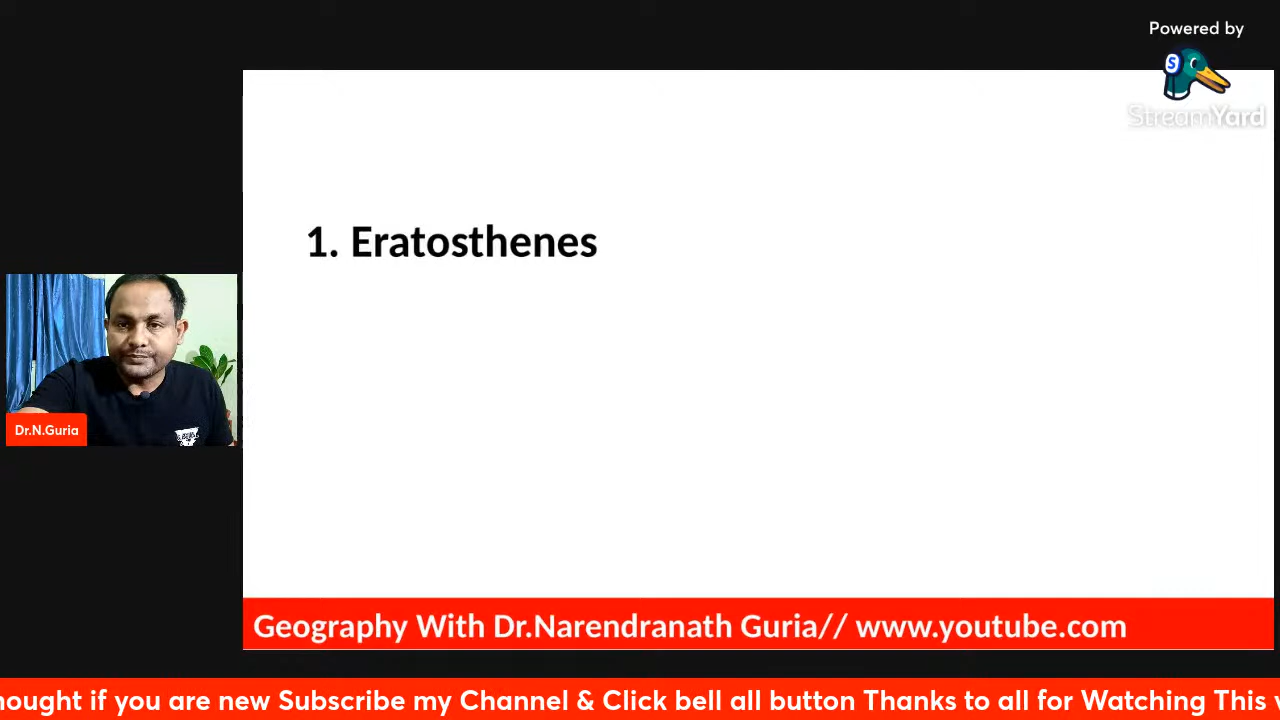 Powered by
StreamYard
1. Eratosthenes
Dr.N.Guria
Geography With Dr.Narendranath Guria// www.youtube.com
hought if you are new Subscribe my Channel & Click bell all button Thanks to all for Watching This